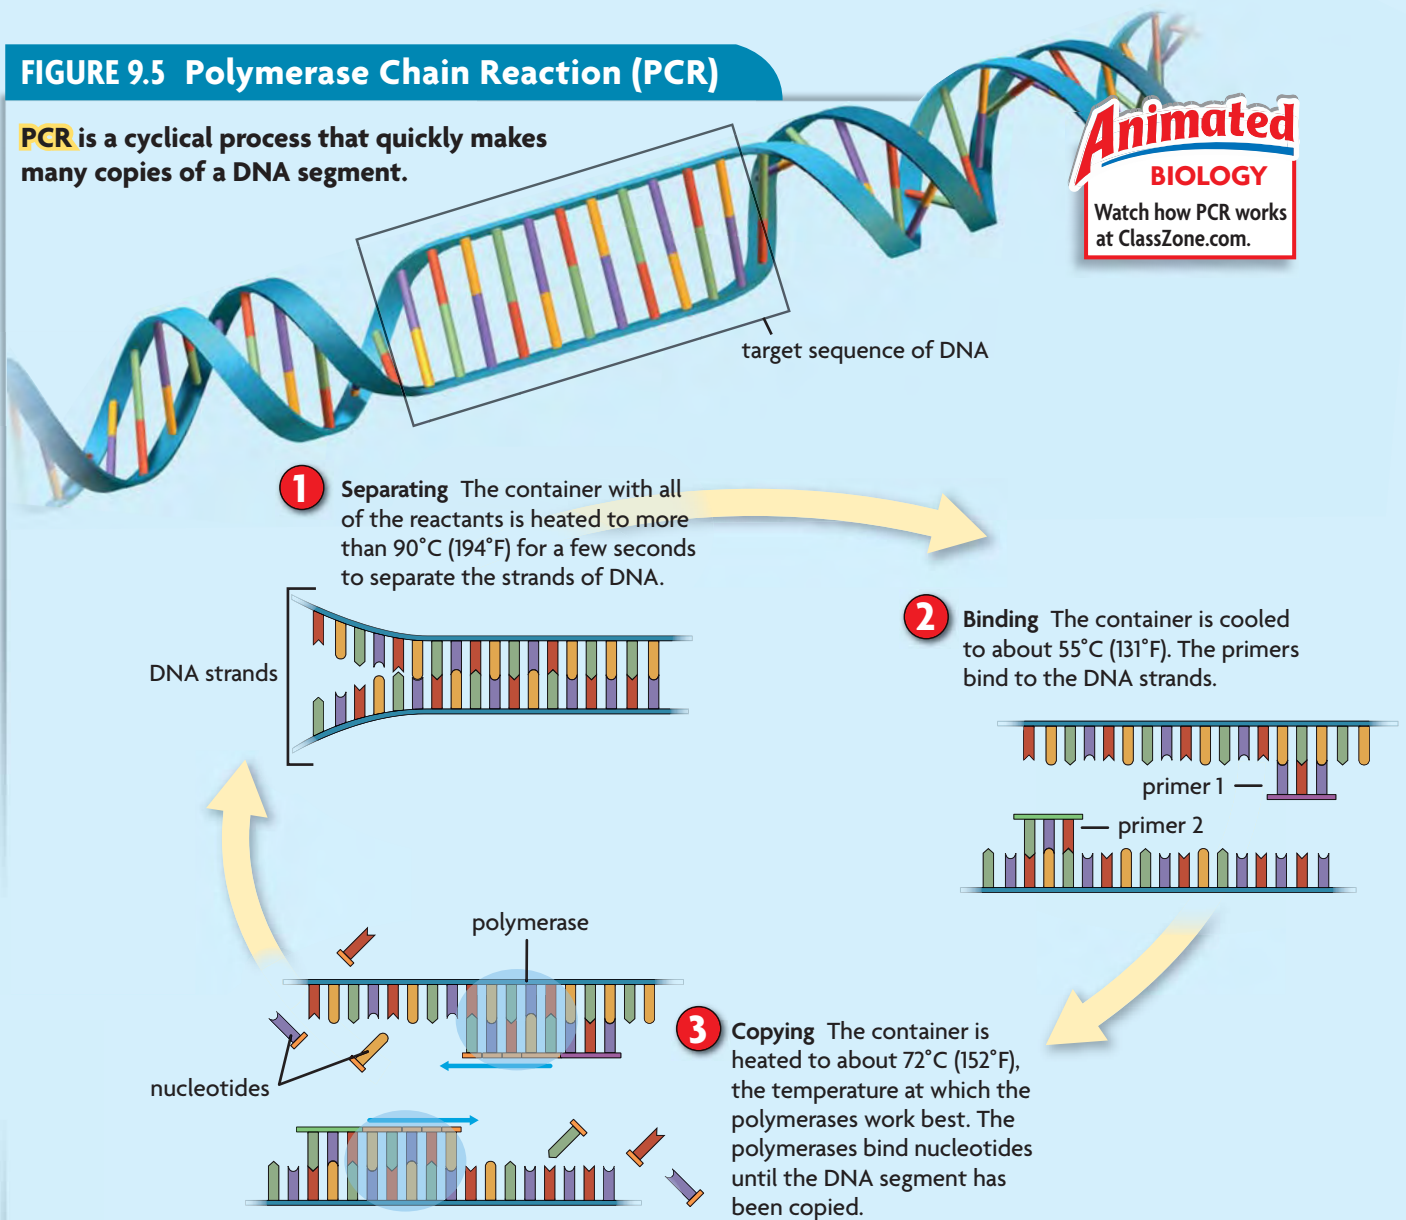 FIGURE 9.5 Polymerase Chain Reaction (PCR)
PCR is a cyclical process that quickly makes
many copies of a DNA segment.
Animated
BIOLOGY
Watch how PCR works
at ClassZone.com.
target sequence of DNA
1 Separating The container with all
of the reactants is heated to more
than 90°C (194°F) for a few seconds
to separate the strands of DNA.
DNA strands
2 Binding The container is cooled
to about 55°C (131°F). The primers
bind to the DNA strands.
primer 1
primer 2
polymerase
nucleotides
3 Copying The container is
heated to about 72°C (152°F),
the temperature at which the
polymerases work best. The
polymerases bind nucleotides
until the DNA segment has
been copied.